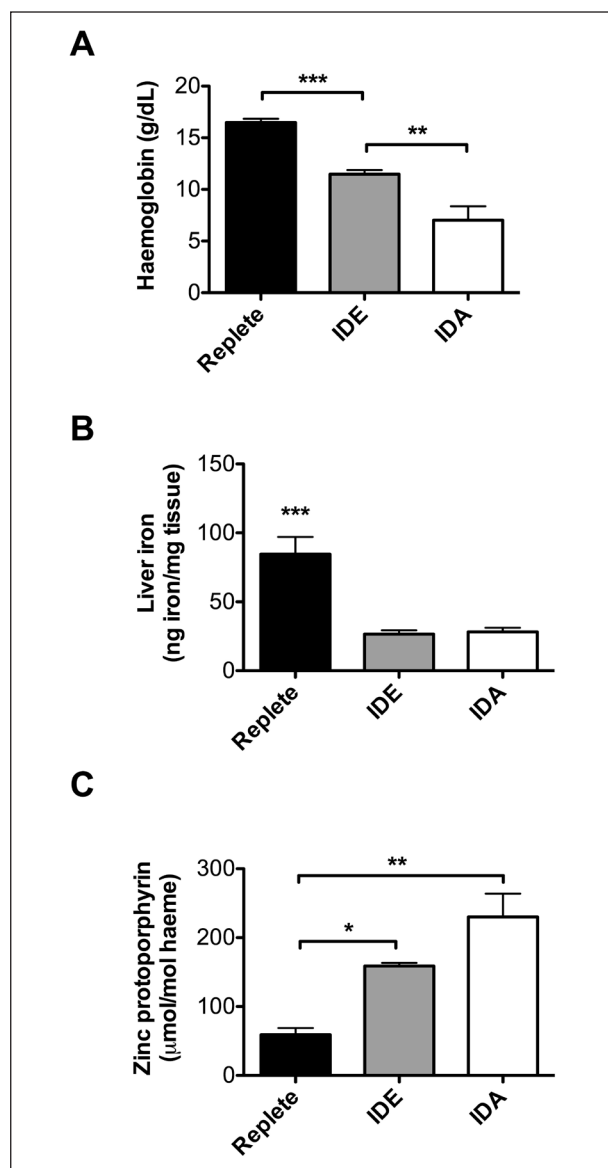 A
Haemoglobin (g/dL)
20
15
10
5
0
***
**
Replete
IDE
IDA
B
Liver iron
(ng iron/mg tissue)
150
100
50
0
***
Replete
IDE
IDA
C
Zinc protoporphyrin
(μmol/mol haeme)
300
200
100
0
**
*
Replete
IDE
IDA